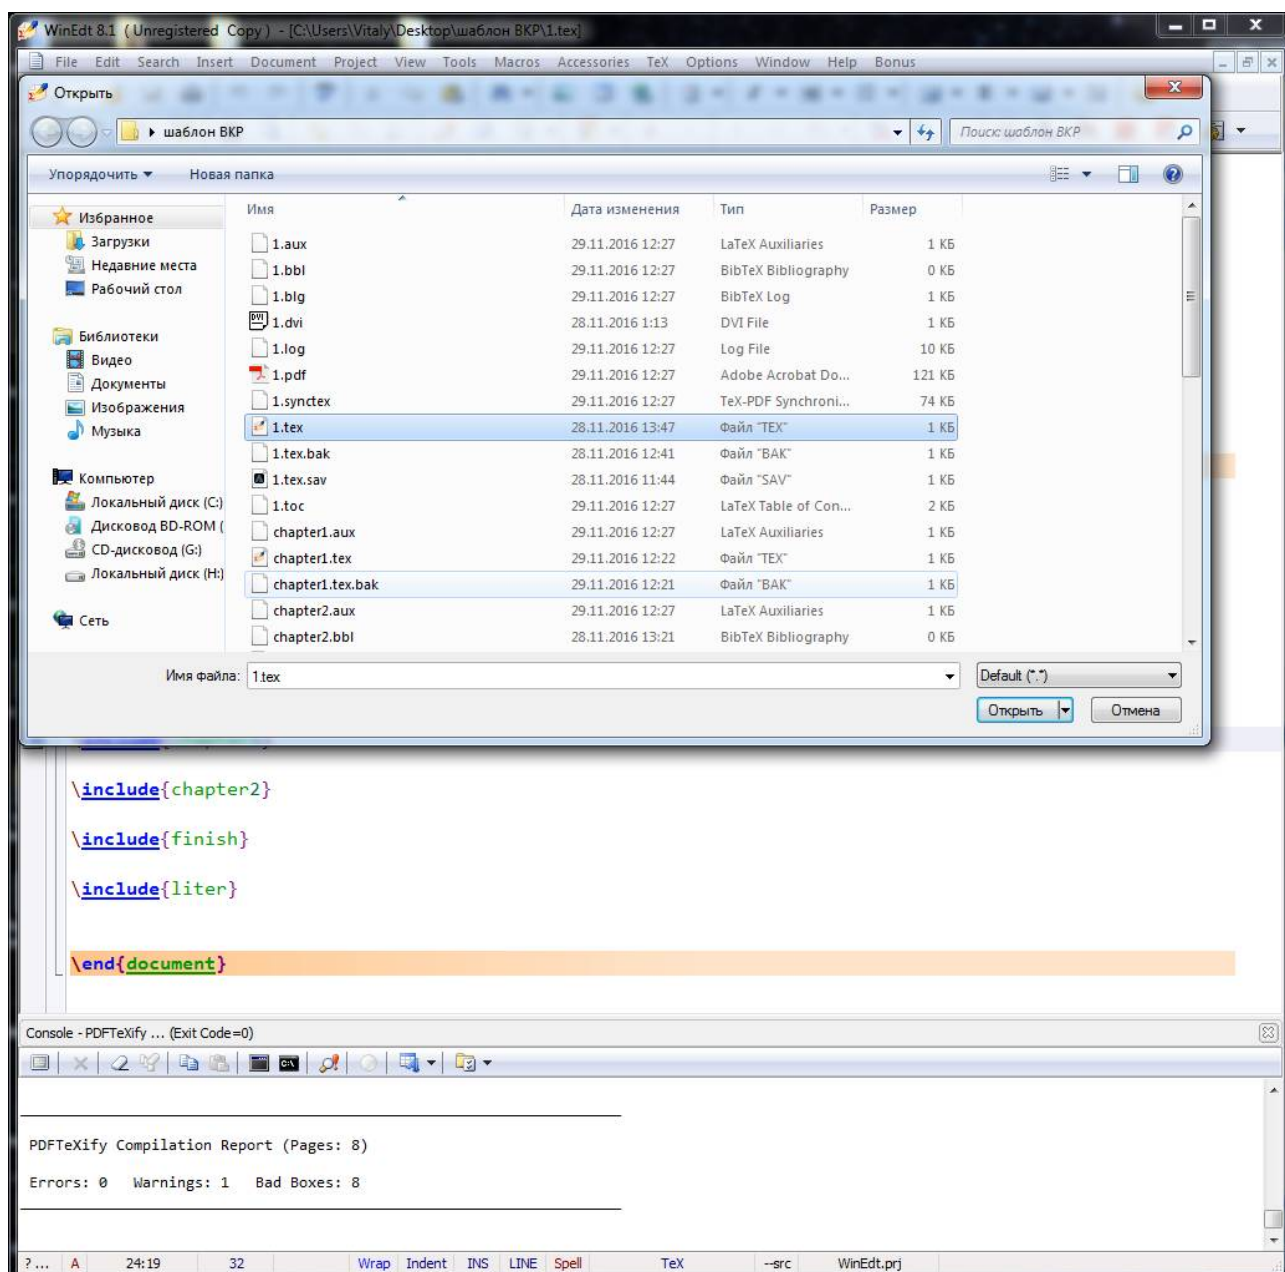 WinEdt 8.1 ( Unregistered Copy ) - [C:\Users\Vitaly\Desktop\шаблон ВКР\1.tex]
File Edit Search Insert Document Project View Tools Macros Accessories TeX Options Window Help Bonus
Открыть
шаблон ВКР
Поиск: шаблон ВКР
Упорядочить Новая папка
Избранное
Загрузки
Недавние места
Рабочий стол
Библиотеки
Видео
Документы
Изображения
Музыка
Компьютер
Локальный диск (C:)
Дисковод BD-ROM (
CD-дисковод (G:)
Локальный диск (H:)
Сеть
Имя Дата изменения Тип Размер
1.aux 29.11.2016 12:27 LaTeX Auxiliaries 1 КБ
1.bbl 29.11.2016 12:27 BibTeX Bibliography 0 КБ
1.blg 29.11.2016 12:27 BibTeX Log 1 КБ
1.dvi 28.11.2016 1:13 DVI File 1 КБ
1.log 29.11.2016 12:27 Log File 10 КБ
1.pdf 29.11.2016 12:27 Adobe Acrobat Do... 121 КБ
1.synctex 29.11.2016 12:27 TeX-PDF Synchroni... 74 КБ
1.tex 28.11.2016 13:47 Файл "TEX" 1 КБ
1.tex.bak 28.11.2016 12:41 Файл "BAK" 1 КБ
1.tex.sav 28.11.2016 11:44 Файл "SAV" 1 КБ
1.toc 29.11.2016 12:27 LaTeX Table of Con... 2 КБ
chapter1.aux 29.11.2016 12:27 LaTeX Auxiliaries 1 КБ
chapter1.tex 29.11.2016 12:22 Файл "TEX" 1 КБ
chapter1.tex.bak 29.11.2016 12:21 Файл "BAK" 1 КБ
chapter2.aux 29.11.2016 12:27 LaTeX Auxiliaries 1 КБ
chapter2.bbl 28.11.2016 13:21 BibTeX Bibliography 0 КБ
Имя файла: 1.tex
Default (*.*)
Открыть Отмена
\include{chapter2}
\include{finish}
\include{liter}
\end{document}
Console - PDFTeXify ... (Exit Code=0)
PDFTeXify Compilation Report (Pages: 8)
Errors: 0 Warnings: 1 Bad Boxes: 8
? ... A 24:19 32 Wrap Indent INS LINE Spell TeX --src WinEdt.prj